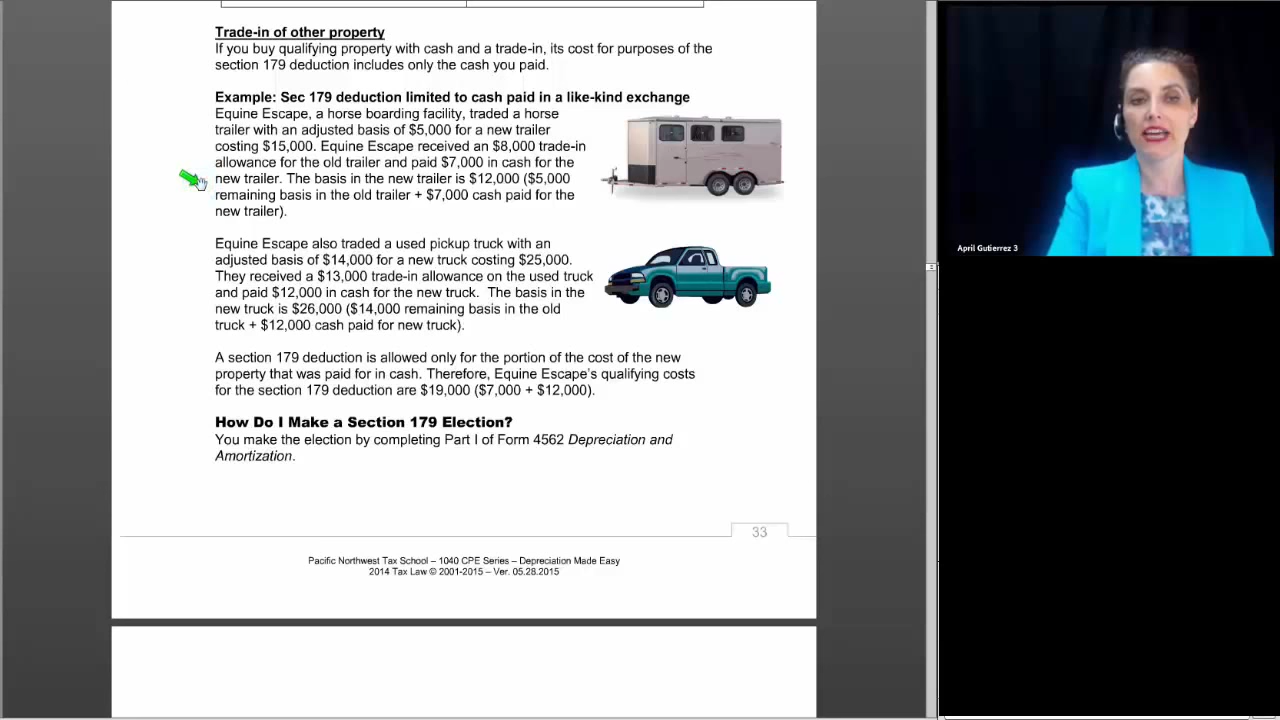 Trade-in of other property
If you buy qualifying property with cash and a trade-in, its cost for purposes of the
section 179 deduction includes only the cash you paid.
Example: Sec 179 deduction limited to cash paid in a like-kind exchange
Equine Escape, a horse boarding facility, traded a horse
trailer with an adjusted basis of $5,000 for a new trailer
costing $15,000. Equine Escape received an $8,000 trade-in
allowance for the old trailer and paid $7,000 in cash for the
new trailer. The basis in the new trailer is $12,000 ($5,000
remaining basis in the old trailer + $7,000 cash paid for the
new trailer).
Equine Escape also traded a used pickup truck with an
adjusted basis of $14,000 for a new truck costing $25,000.
They received a $13,000 trade-in allowance on the used truck
and paid $12,000 in cash for the new truck.  The basis in the
new truck is $26,000 ($14,000 remaining basis in the old
truck + $12,000 cash paid for new truck).
A section 179 deduction is allowed only for the portion of the cost of the new
property that was paid for in cash. Therefore, Equine Escape's qualifying costs
for the section 179 deduction are $19,000 ($7,000 + $12,000).
How Do I Make a Section 179 Election?
You make the election by completing Part I of Form 4562 Depreciation and
Amortization.
33
Pacific Northwest Tax School – 1040 CPE Series – Depreciation Made Easy
2014 Tax Law © 2001-2015 – Ver. 05.28.2015
April Gutierrez 3